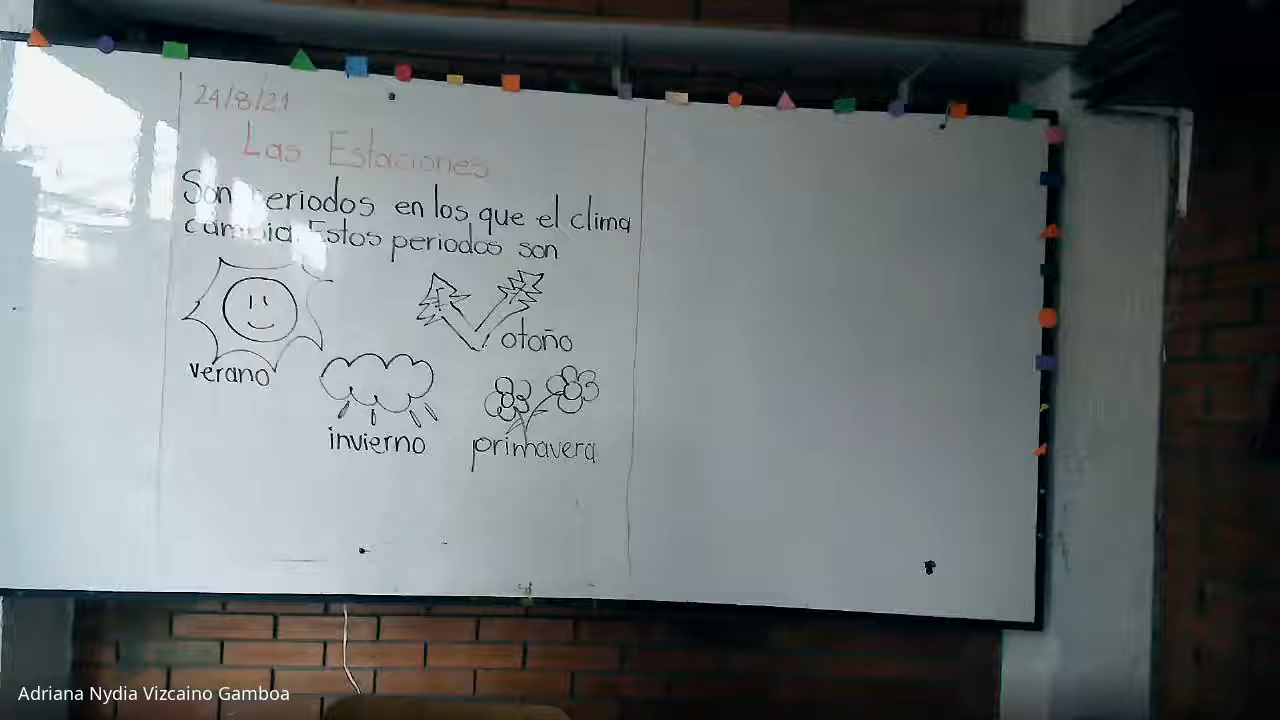 24/8/21
Las Estaciones
Son periodos en los que el clima
cambia. Estos periodos son
verano
otoño
invierno
primavera
Adriana Nydia Vizcaino Gamboa